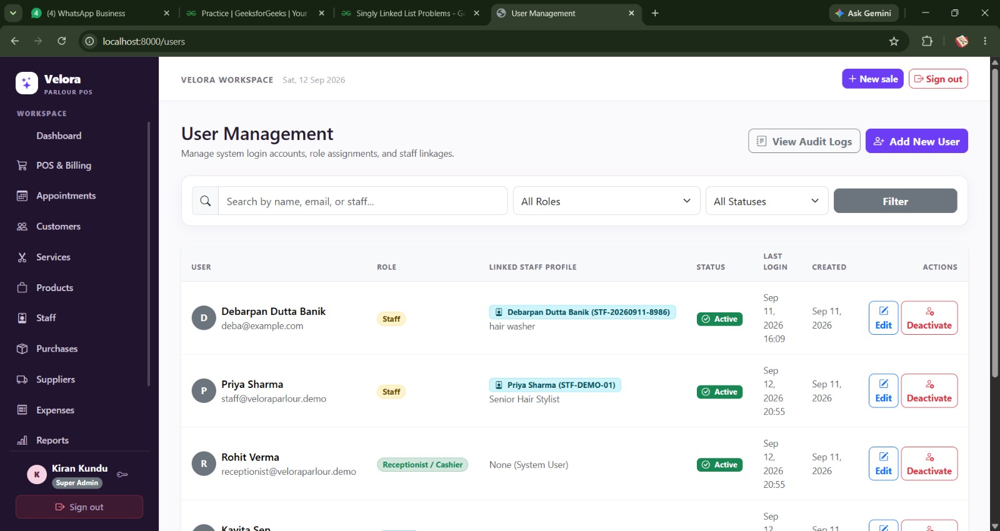 4 (4) WhatsApp Business
Practice | GeeksforGeeks | Your
Singly Linked List Problems - Ge
User Management
Ask Gemini
localhost:8000/users
Velora
PARLOUR POS
WORKSPACE
Dashboard
POS & Billing
Appointments
Customers
Services
Products
Staff
Purchases
Suppliers
Expenses
Reports
K
Kiran Kundu
Super Admin
Sign out
VELORA WORKSPACE Sat, 12 Sep 2026
+ New sale
Sign out
User Management
Manage system login accounts, role assignments, and staff linkages.
View Audit Logs
Add New User
Search by name, email, or staff...
All Roles
All Statuses
Filter
USER ROLE LINKED STAFF PROFILE STATUS LAST LOGIN CREATED ACTIONS
D
Debarpan Dutta Banik
deba@example.com
Staff
Debarpan Dutta Banik (STF-20260911-8986)
hair washer
Active
Sep
11,
2026
16:09
Sep 11,
2026
Edit
Deactivate
P
Priya Sharma
staff@veloraparlour.demo
Staff
Priya Sharma (STF-DEMO-01)
Senior Hair Stylist
Active
Sep
12,
2026
20:55
Sep 11,
2026
Edit
Deactivate
R
Rohit Verma
receptionist@veloraparlour.demo
Receptionist / Cashier
None (System User)
Active
Sep
12,
2026
20:55
Sep 11,
2026
Edit
Deactivate
Kavita Sen
Sep
12,
Sep 11,